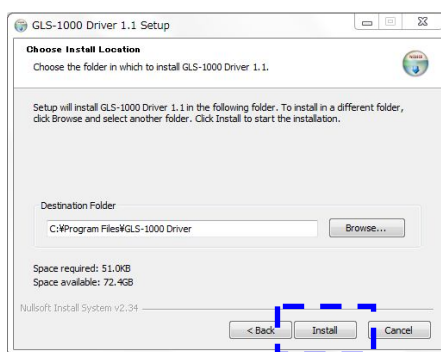 GLS-1000 Driver 1.1 Setup
Choose Install Location
Choose the folder in which to install GLS-1000 Driver 1.1.
Setup will install GLS-1000 Driver 1.1 in the following folder. To install in a different folder,
click Browse and select another folder. Click Install to start the installation.
Destination Folder
C:¥Program Files¥GLS-1000 Driver
Browse...
Space required: 51.0KB
Space available: 72.4GB
Nullsoft Install System v2.34
< Back
Install
Cancel